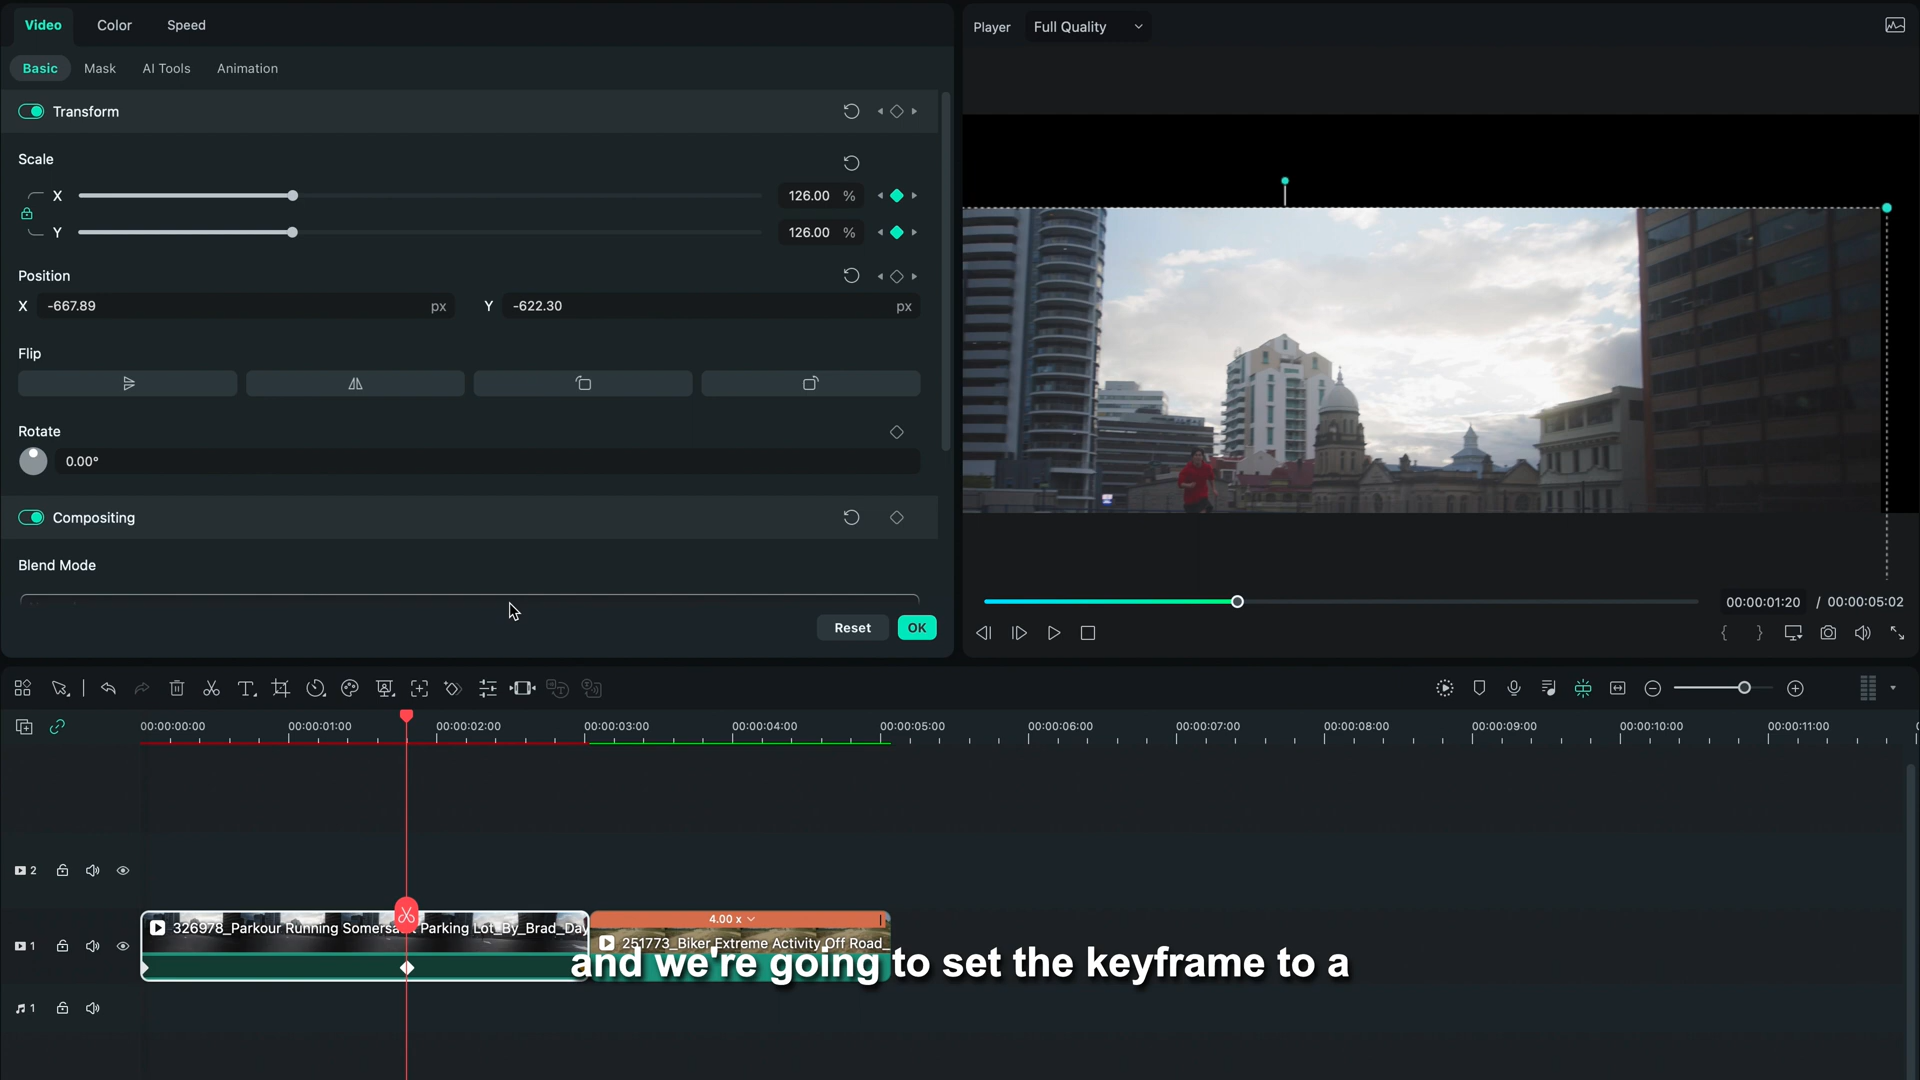 Video Color Speed
Player Full Quality
Basic Mask AI Tools Animation
Transform
Scale
X 126.00 %
Y 126.00 %
Position
X -667.89 px Y -622.30 px
Flip
Rotate
0.00°
Compositing
Blend Mode
00:00:01:20 / 00:00:05:02
Reset OK
{ }
00:00:00:00 00:00:01:00 00:00:02:00 00:00:03:00 00:00:04:00 00:00:05:00 00:00:06:00 00:00:07:00 00:00:08:00 00:00:09:00 00:00:10:00 00:00:11:00
2
4.00 x
326978_Parkour Running Somersa Parking Lot_By_Brad_Day
251773_Biker Extreme Activity Off Road_
1
and we're going to set the keyframe to a
1